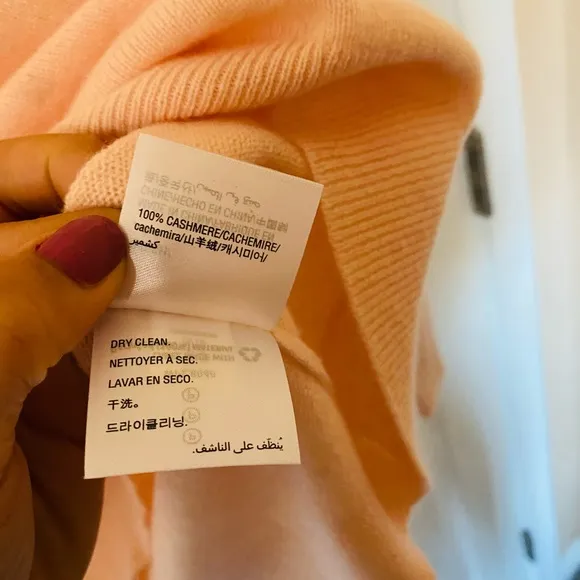 100% CASHMERE/CACHEMIRE/
cachemira/山羊绒/캐시미어/
كشمير
DRY CLEAN.
NETTOYER À SEC.
LAVAR EN SECO.
干洗。
드라이클리닝.
يُنظّف على الناشف.